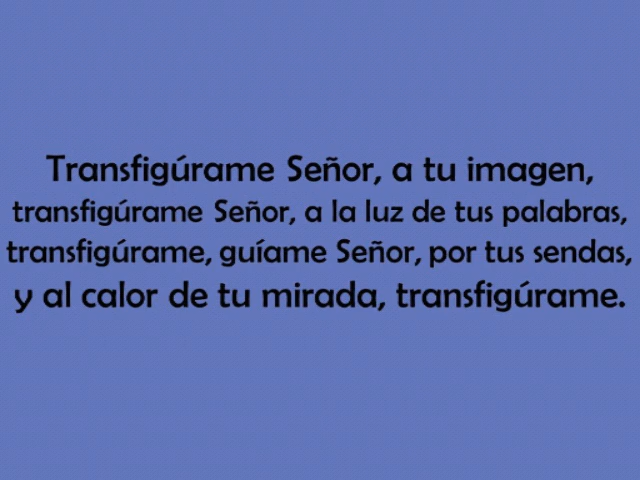 Transfigúrame Señor, a tu imagen,
transfigúrame Señor, a la luz de tus palabras,
transfigúrame, guíame Señor, por tus sendas,
y al calor de tu mirada, transfigúrame.